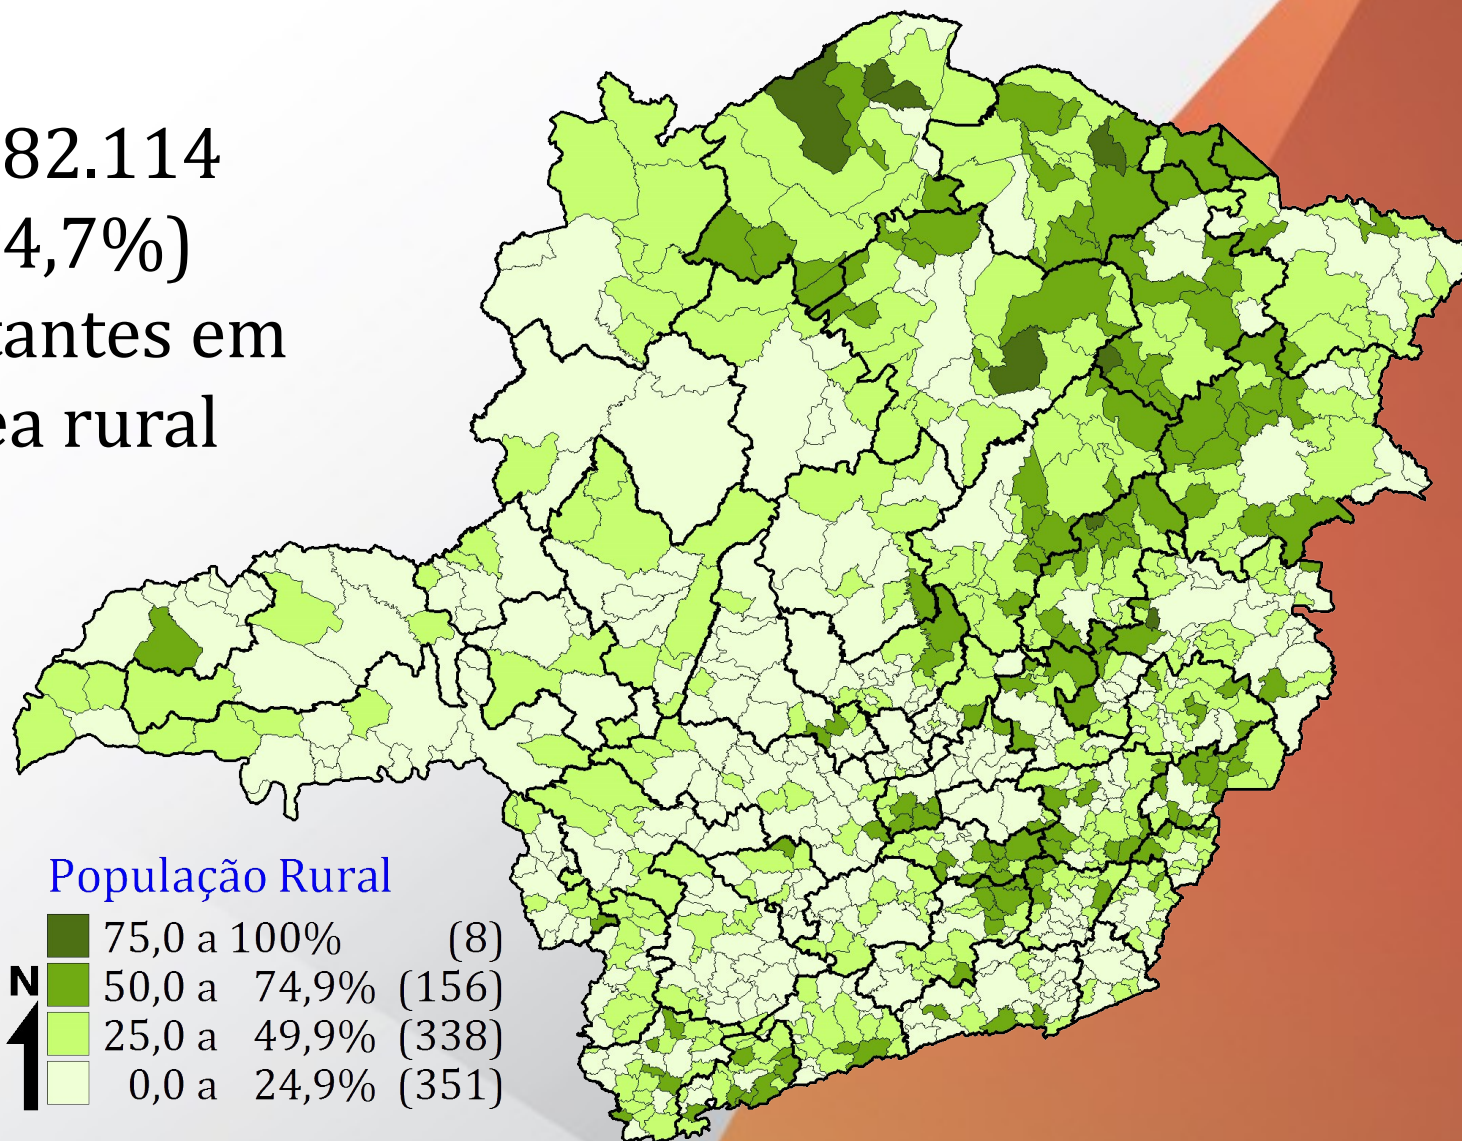 82.114
4,7%)
tantes em
ea rural
População Rural
75,0 a 100% (8)
50,0 a 74,9% (156)
25,0 a 49,9% (338)
0,0 a 24,9% (351)
N